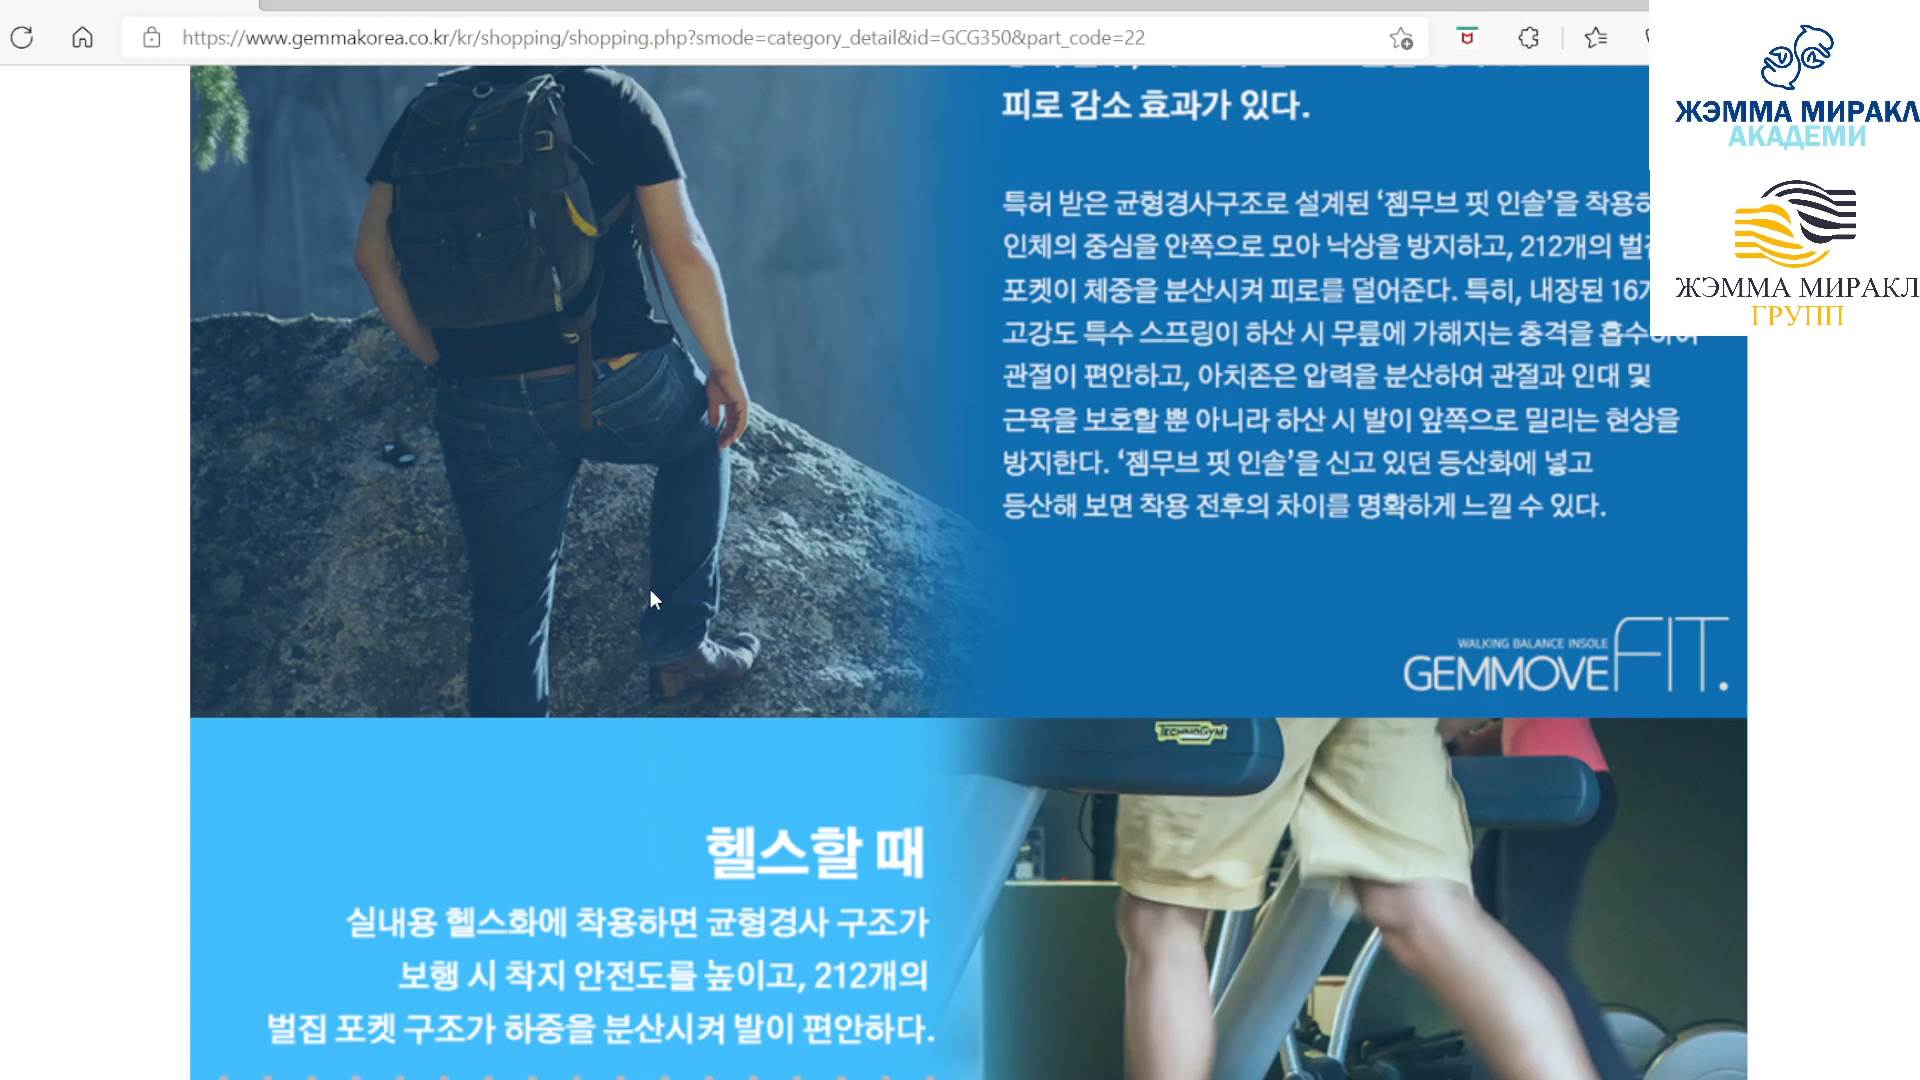 https://www.gemmakorea.co.kr/kr/shopping/shopping.php?smode=category_detail&id=GCG350&part_code=22
ЖЭММА МИРАКЛ
АКАДЕМИ
ЖЭММА МИРАКЛ
ГРУПП
피로 감소 효과가 있다.
특허 받은 균형경사구조로 설계된 ‘젬무브 핏 인솔’을
인체의 중심을 안쪽으로 모아 낙상을 방지하고, 212개의
포켓이 체중을 분산시켜 피로를 덜어준다. 특히, 내장된
고강도 특수 스프링이 하산 시 무릎에 가해지는 충격을 흡수하여
관절이 편안하고, 아치존은 압력을 분산하여 관절과 인대 및
근육을 보호할 뿐 아니라 하산 시 발이 앞쪽으로 밀리는 현상을
방지한다. ‘젬무브 핏 인솔’을 신고 있던 등산화에 넣고
등산해 보면 착용 전후의 차이를 명확하게 느낄 수 있다.
WALKING BALANCE INSOLE
GEMMOVE FIT.
TECHNOGYM
헬스할 때
실내용 헬스화에 착용하면 균형경사 구조가
보행 시 착지 안전도를 높이고, 212개의
벌집 포켓 구조가 하중을 분산시켜 발이 편안하다.